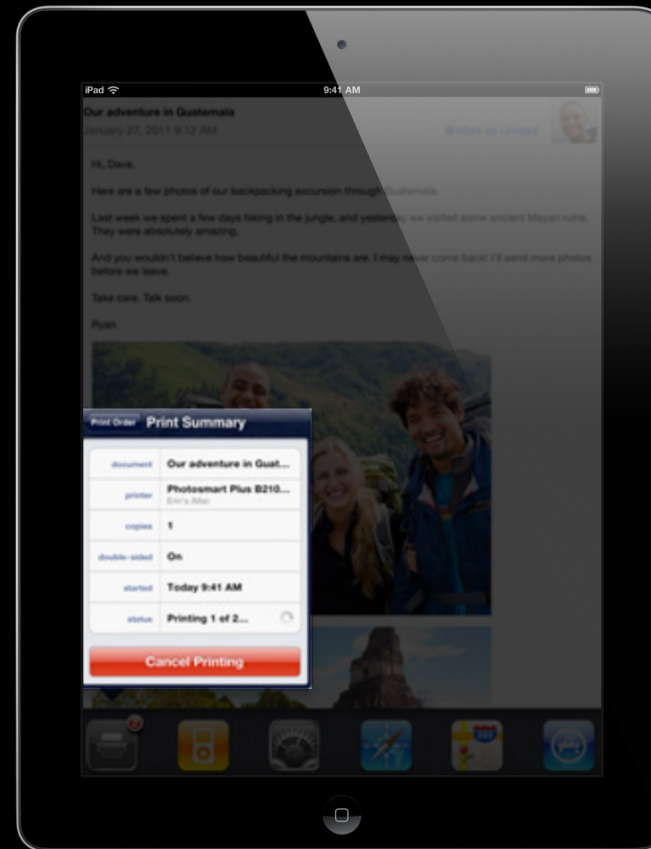 iPad
9:41 AM
Our adventure in Guatemala
January 27, 2011 9:12 AM
Mark as Unread
Hi, Dave.
Here are a few photos of our backpacking excursion through Guatemala.
Last week we spent a few days hiking in the jungle, and yesterday we visited some ancient Mayan ruins.
They were absolutely amazing.
And you wouldn't believe how beautiful the mountains are. I may never come back! I'll send more photos
before we leave.
Take care. Talk soon.
Ryan
Print Order
Print Summary
document Our adventure in Guat...
printer Photosmart Plus B210...
copies 1
double-sided On
started Today 9:41 AM
status Printing 1 of 2...
Cancel Printing
280